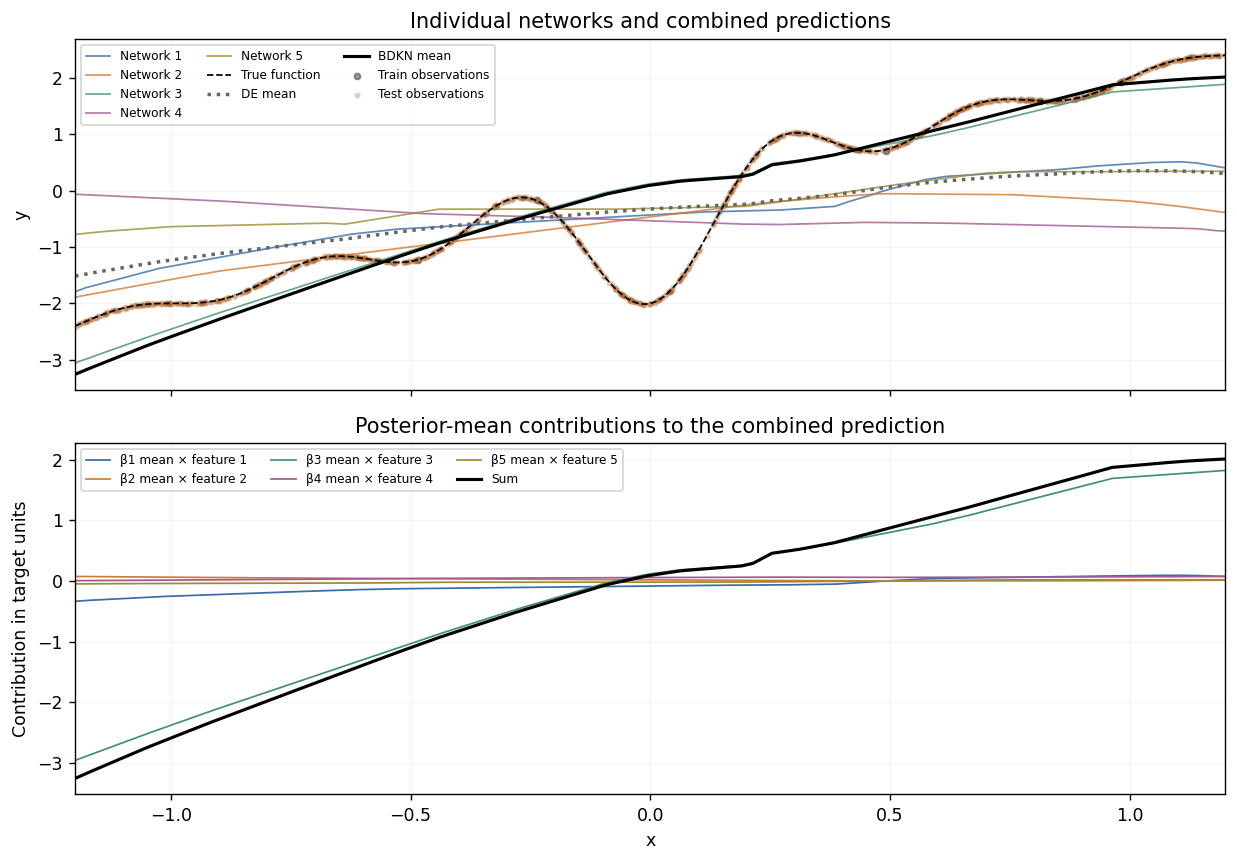 Individual networks and combined predictions
Network 1
Network 2
Network 3
Network 4
Network 5
True function
DE mean
BDKN mean
Train observations
Test observations
y
2
1
0
−1
−2
−3
Posterior-mean contributions to the combined prediction
β1 mean × feature 1
β2 mean × feature 2
β3 mean × feature 3
β4 mean × feature 4
β5 mean × feature 5
Sum
Contribution in target units
2
1
0
−1
−2
−3
−1.0 −0.5 0.0 0.5 1.0
x